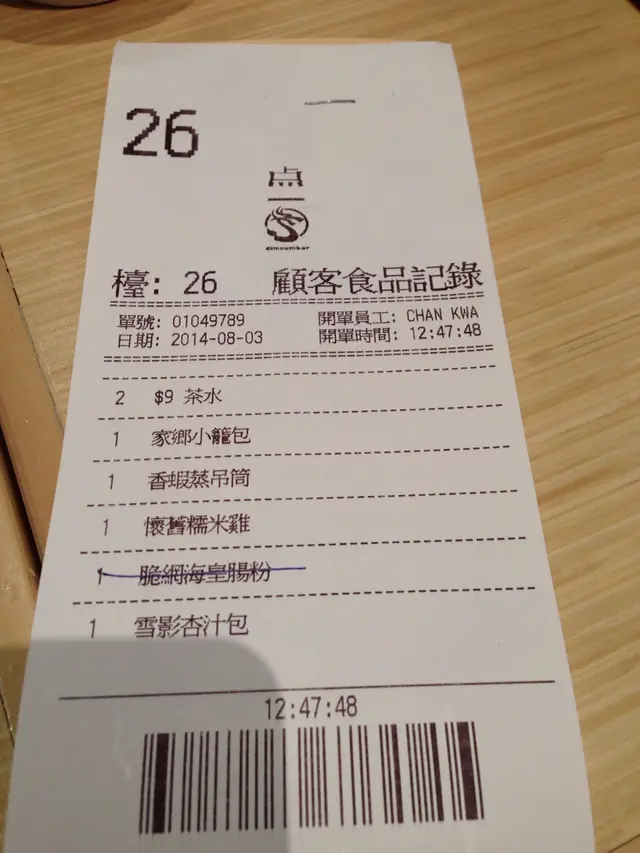 26
点一
dimsumbar
檯: 26 顧客食品記錄
單號: 01049789 開單員工: CHAN KWA
日期: 2014-08-03 開單時間: 12:47:48
2 $9 茶水
1 家鄉小籠包
1 香蝦蒸吊筒
1 懷舊糯米雞
1 脆網海皇腸粉
1 雪影杏汁包
12:47:48